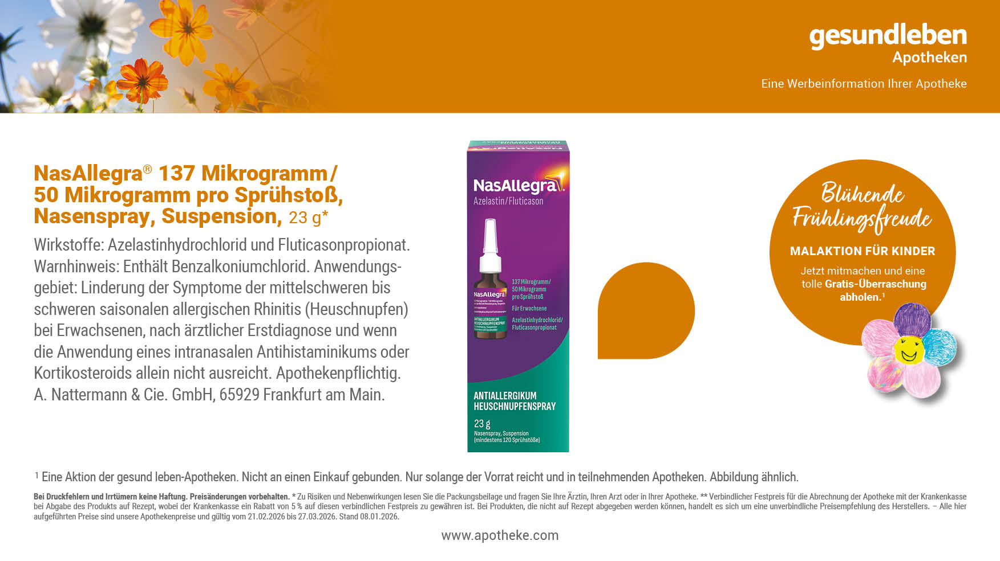 gesundleben
Apotheken
Eine Werbeinformation Ihrer Apotheke
NasAllegra® 137 Mikrogramm/
50 Mikrogramm pro Sprühstoß,
Nasenspray, Suspension, 23 g*
Wirkstoffe: Azelastinhydrochlorid und Fluticasonpropionat.
Warnhinweis: Enthält Benzalkoniumchlorid. Anwendungs-
gebiet: Linderung der Symptome der mittelschweren bis
schweren saisonalen allergischen Rhinitis (Heuschnupfen)
bei Erwachsenen, nach ärztlicher Erstdiagnose und wenn
die Anwendung eines intranasalen Antihistaminikums oder
Kortikosteroids allein nicht ausreicht. Apothekenpflichtig.
A. Nattermann & Cie. GmbH, 65929 Frankfurt am Main.
NasAllegra
Azelastin/Fluticason
137 Mikrogramm/
50 Mikrogramm
pro Sprühstoß
Für Erwachsene
Azelastinhydrochlorid/
Fluticasonpropionat
NasAllegra
ANTIALLERGIKUM
HEUSCHNUPFENSPRAY
ANTIALLERGIKUM
HEUSCHNUPFENSPRAY
23 g
Nasenspray, Suspension
(mindestens 120 Sprühstöße)
Blühende
Frühlingsfreude
MALAKTION FÜR KINDER
Jetzt mitmachen und eine
tolle Gratis-Überraschung
abholen.¹
¹ Eine Aktion der gesund leben-Apotheken. Nicht an einen Einkauf gebunden. Nur solange der Vorrat reicht und in teilnehmenden Apotheken. Abbildung ähnlich.
Bei Druckfehlern und Irrtümern keine Haftung. Preisänderungen vorbehalten. * Zu Risiken und Nebenwirkungen lesen Sie die Packungsbeilage und fragen Sie Ihre Ärztin, Ihren Arzt oder in Ihrer Apotheke. ** Verbindlicher Festpreis für die Abrechnung der Apotheke mit der Krankenkasse
bei Abgabe des Produkts auf Rezept, wobei der Krankenkasse ein Rabatt von 5 % auf diesen verbindlichen Festpreis zu gewähren ist. Bei Produkten, die nicht auf Rezept abgegeben werden können, handelt es sich um eine unverbindliche Preisempfehlung des Herstellers. – Alle hier
aufgeführten Preise sind unsere Apothekenpreise und gültig vom 21.02.2026 bis 27.03.2026. Stand 08.01.2026.
www.apotheke.com